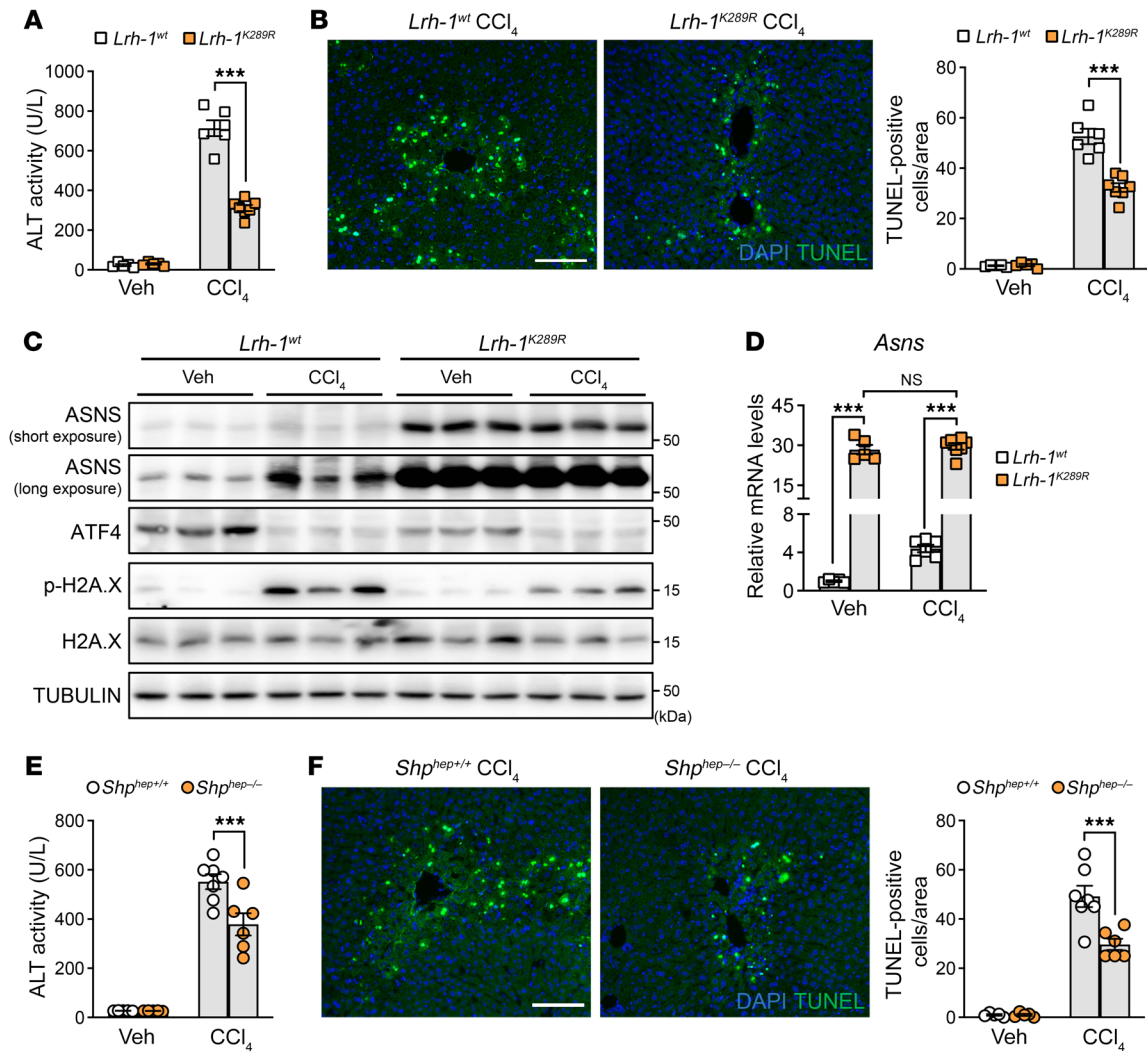 A
Lrh-1wt Lrh-1K289R
ALT activity (U/L)
1000
800
600
400
200
0
***
Veh CCl4
B
Lrh-1wt CCl4
Lrh-1K289R CCl4
DAPI TUNEL
Lrh-1wt
Lrh-1K289R
TUNEL-positive
cells/area
80
60
40
20
0
***
Veh CCl4
C
Lrh-1wt Lrh-1K289R
Veh CCl4 Veh CCl4
ASNS
(short exposure)
50
ASNS
(long exposure)
50
ATF4
50
p-H2A.X
15
H2A.X
15
TUBULIN
50
(kDa)
D
Asns
NS
*** ***
Relative mRNA levels
45
30
15
8
4
0
Veh CCl4
Lrh-1wt
Lrh-1K289R
E
Shphep+/+ Shphep–/–
ALT activity (U/L)
800
600
400
200
0
***
Veh CCl4
F
Shphep+/+ CCl4
Shphep–/– CCl4
DAPI TUNEL
Shphep+/+ Shphep–/–
TUNEL-positive
cells/area
80
60
40
20
0
***
Veh CCl4